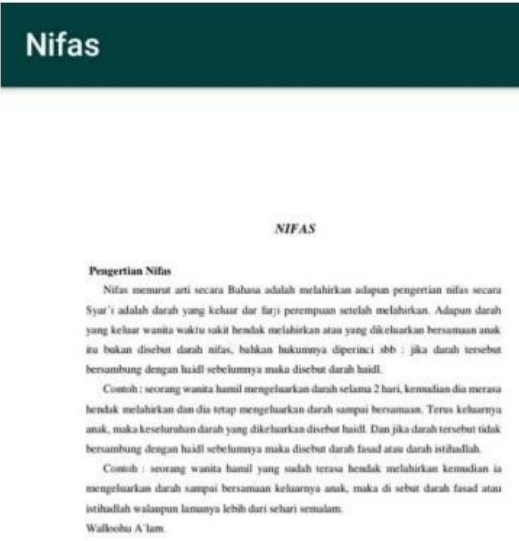 Nifas
NIFAS
Pengertian Nifas
Nifas menurut arti secara Bahasa adalah melahirkan adapun pengertian nifas secara
Syar'i adalah darah yang keluar dar farji perempuan setelah melahirkan. Adapun darah
yang keluar wanita waktu sakit hendak melahirkan atau yang dikeluarkan bersamaan anak
itu bukan disebut darah nifas, bahkan hukumnya diperinci sbb : jika darah tersebut
bersambung dengan haidl sebelumnya maka disebut darah haidl.
Contoh : seorang wanita hamil mengeluarkan darah selama 2 hari, kemudian dia merasa
hendak melahirkan dan dia tetap mengeluarkan darah sampai bersamaan. Terus keluarnya
anak, maka keseluruhan darah yang dikeluarkan disebut haidl. Dan jika darah tersebut tidak
bersambung dengan haidl sebelumnya maka disebut darah fasad atau darah istihadlah.
Contoh : seorang wanita hamil yang sudah terasa hendak melahirkan kemudian ia
mengeluarkan darah sampai bersamaan keluarnya anak, maka di sebut darah fasad atau
istihadlah walaupun lamanya lebih dari sehari semalam.
Walloohu A'lam.